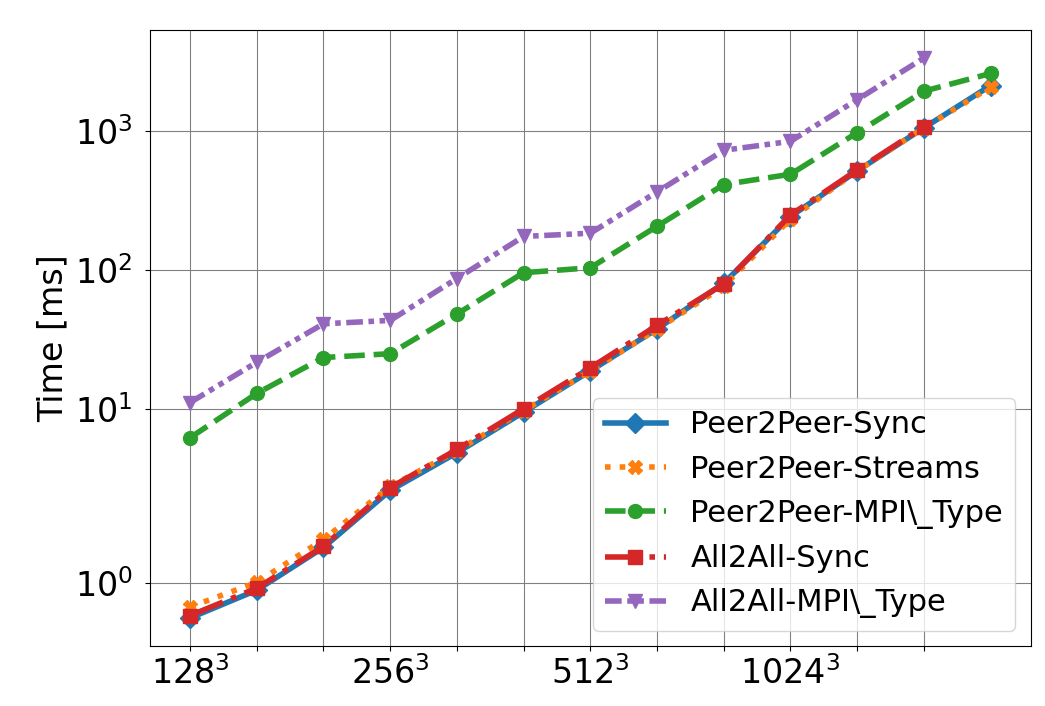 Time [ms]
10³
10²
10¹
10⁰
128³ 256³ 512³ 1024³
Peer2Peer-Sync
Peer2Peer-Streams
Peer2Peer-MPI\_Type
All2All-Sync
All2All-MPI\_Type